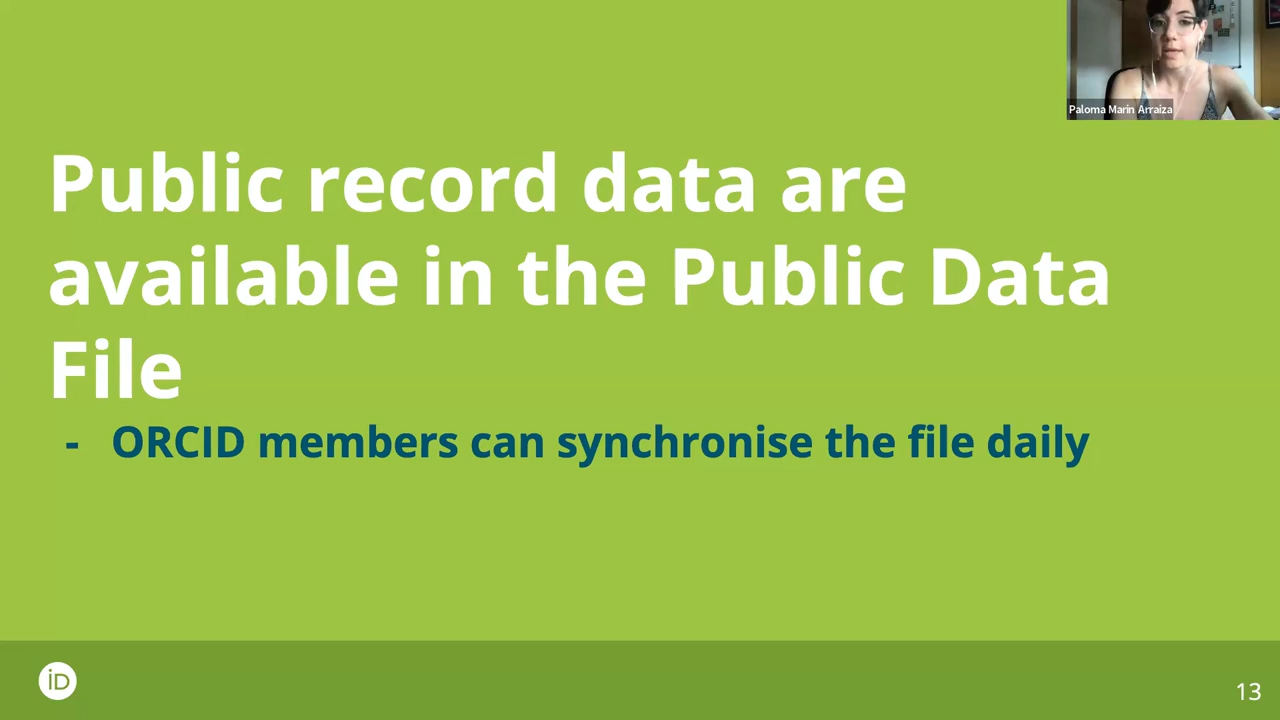 Paloma Marin Arraiza
Public record data are
available in the Public Data
File
- ORCID members can synchronise the file daily
iD
13